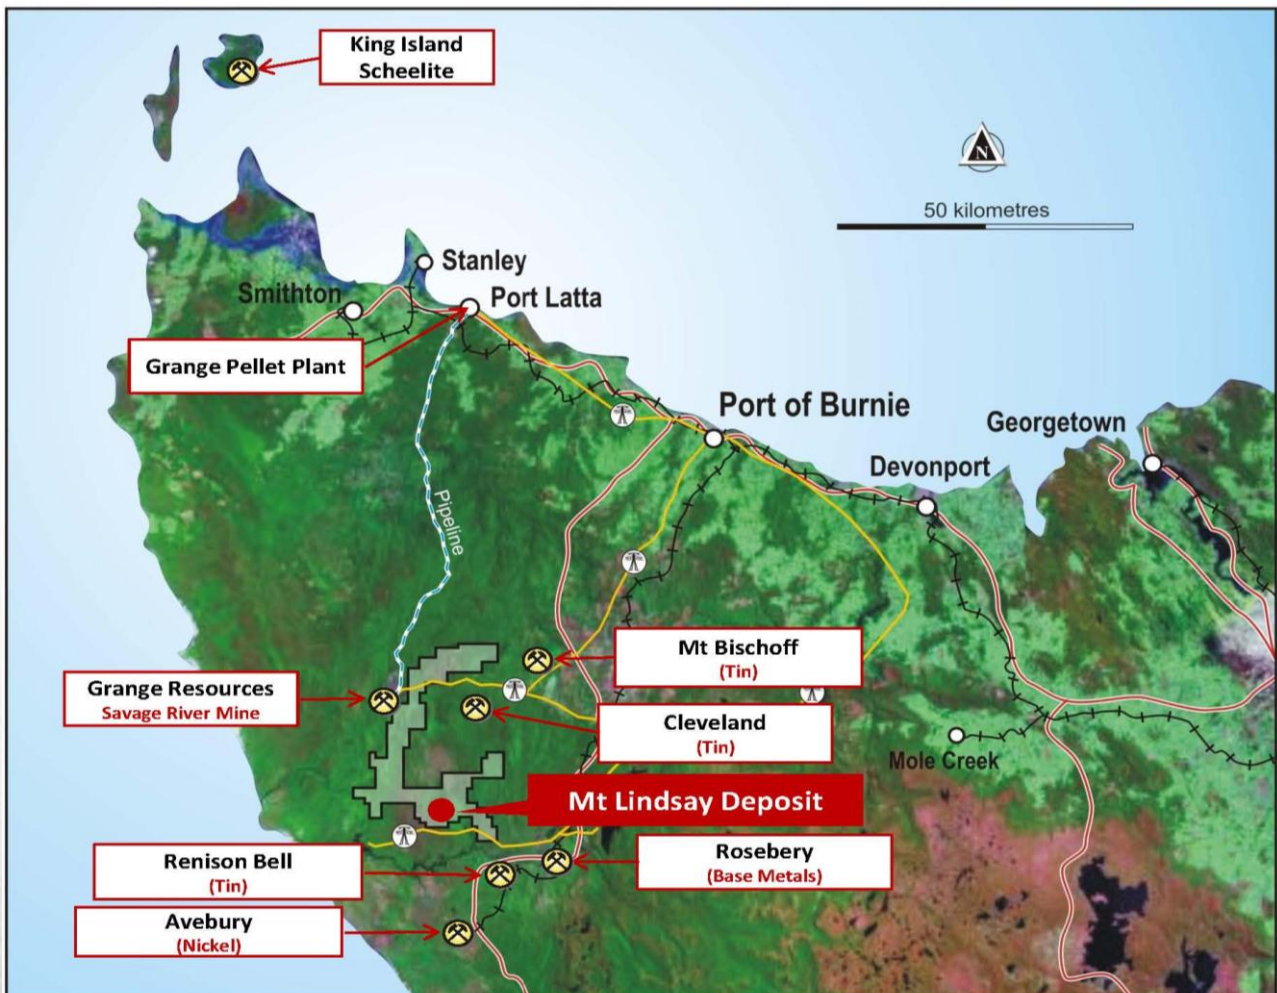 King Island
Scheelite
N
50 kilometres
Stanley
Smithton
Port Latta
Grange Pellet Plant
Port of Burnie
Georgetown
Devonport
Pipeline
Mt Bischoff
(Tin)
Grange Resources
Savage River Mine
Cleveland
(Tin)
Mole Creek
Mt Lindsay Deposit
Renison Bell
(Tin)
Rosebery
(Base Metals)
Avebury
(Nickel)